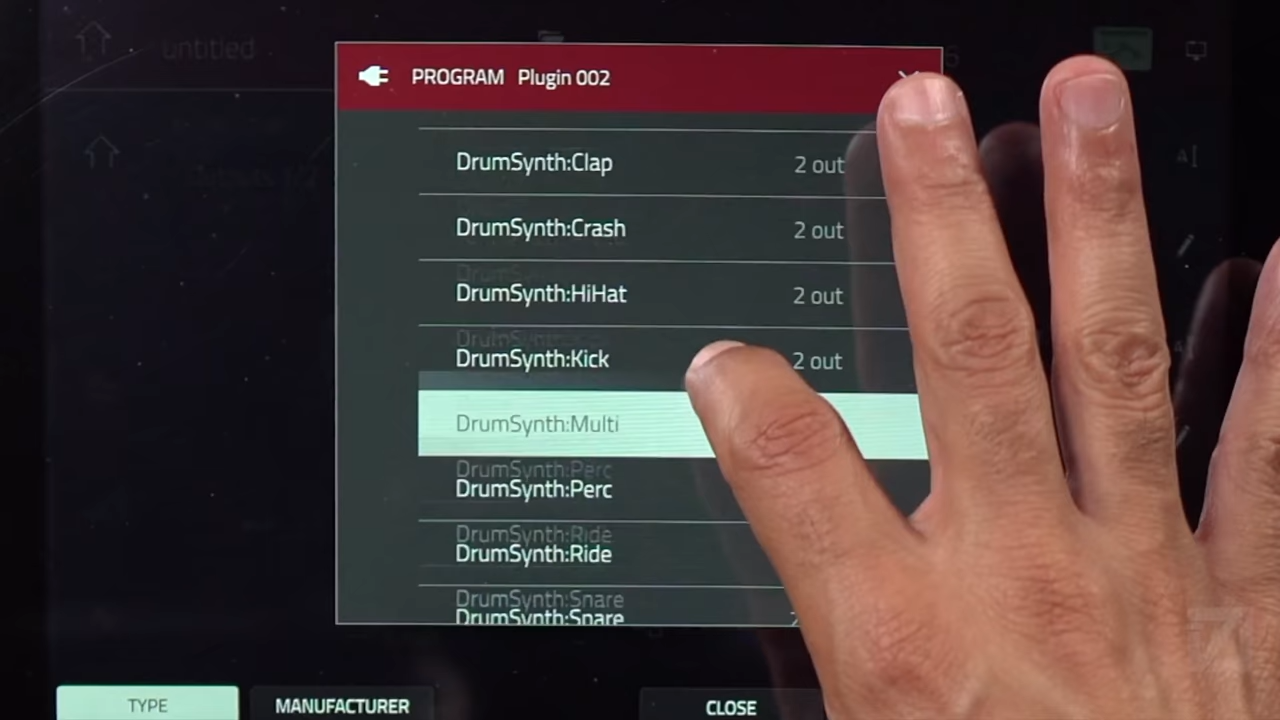 untitled
PROGRAM Plugin 002
DrumSynth:Clap 2 out
DrumSynth:Crash 2 out
DrumSynth:HiHat 2 out
DrumSynth:Kick 2 out
DrumSynth:Multi
DrumSynth:Perc
DrumSynth:Ride
DrumSynth:Snare
TYPE MANUFACTURER CLOSE